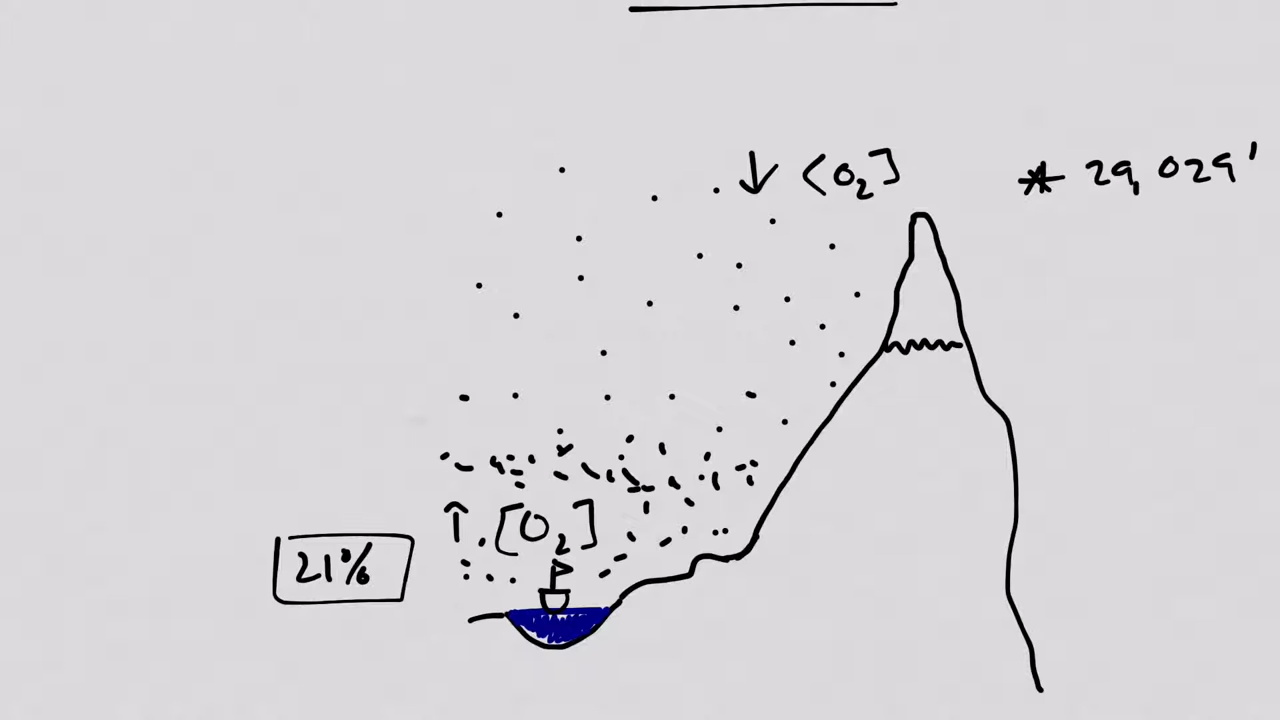 ↓ <O₂]
* 29,029'
↑.[O₂]
21%